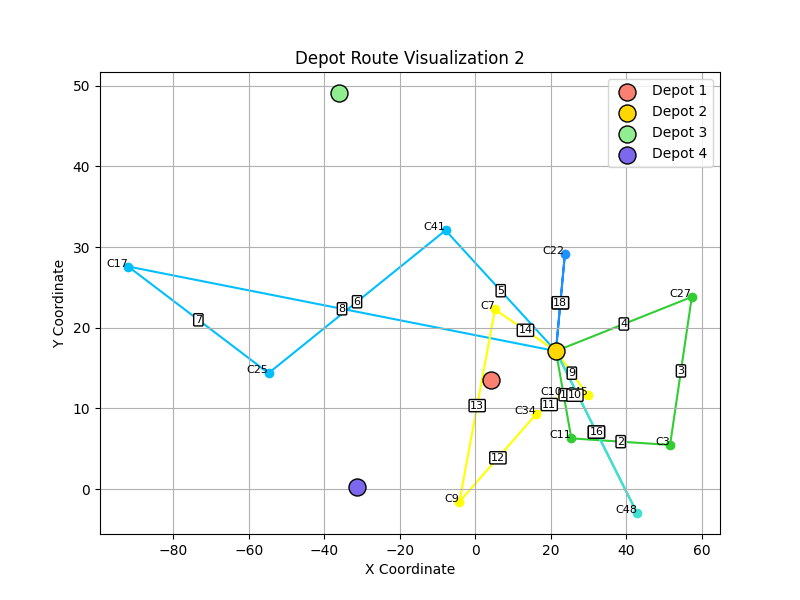 Depot Route Visualization 2
Depot 1
Depot 2
Depot 3
Depot 4
Y Coordinate
50
40
30
20
10
0
C41
C22
C17
C27
5
6
8
18
C7
7
14
4
C25
9
3
C10
13
11
10
C34
C11
16
2
C3
12
C9
C48
−80
−60
−40
−20
0
20
40
60
X Coordinate